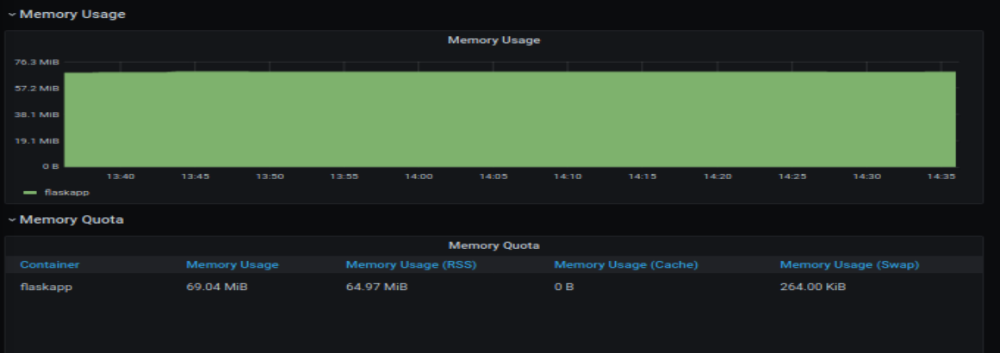 Memory Usage
Memory Usage
76.3 MiB
57.2 MiB
38.1 MiB
19.1 MiB
0 B
13:40 13:45 13:50 13:55 14:00 14:05 14:10 14:15 14:20 14:25 14:30 14:35
flaskapp
Memory Quota
Memory Quota
Container Memory Usage Memory Usage (RSS) Memory Usage (Cache) Memory Usage (Swap)
flaskapp 69.04 MiB 64.97 MiB 0 B 264.00 KiB